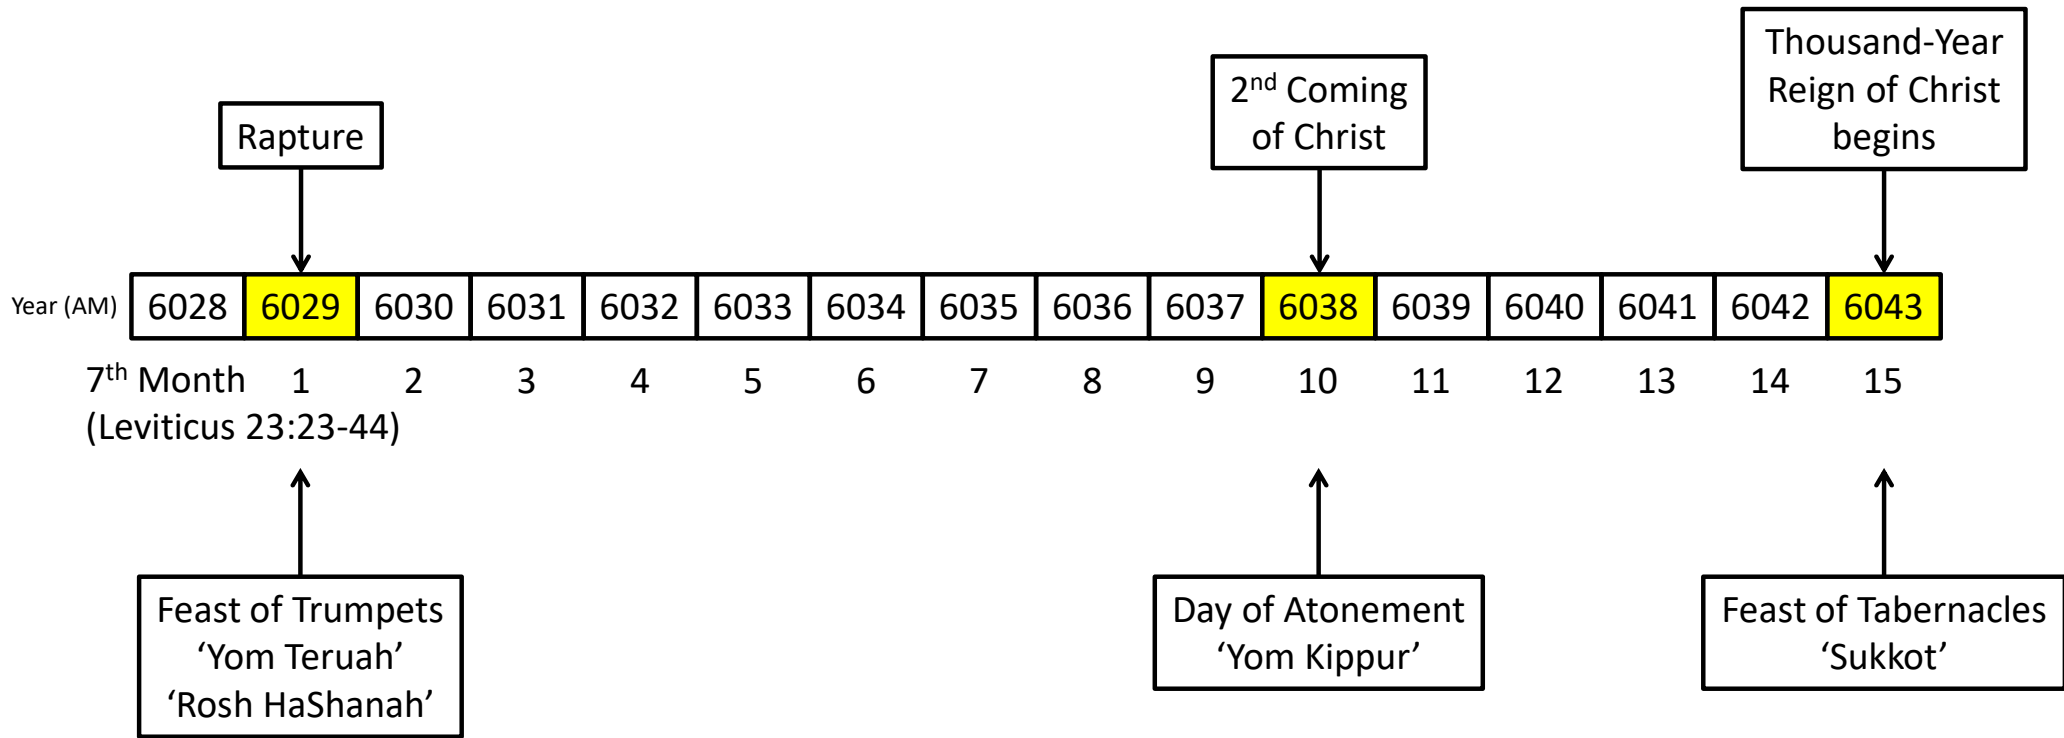 Rapture
2nd Coming
of Christ
Thousand-Year
Reign of Christ
begins
Year (AM) 6028 6029 6030 6031 6032 6033 6034 6035 6036 6037 6038 6039 6040 6041 6042 6043
7th Month 1 2 3 4 5 6 7 8 9 10 11 12 13 14 15
(Leviticus 23:23-44)
Feast of Trumpets
‘Yom Teruah’
‘Rosh HaShanah’
Day of Atonement
‘Yom Kippur’
Feast of Tabernacles
‘Sukkot’